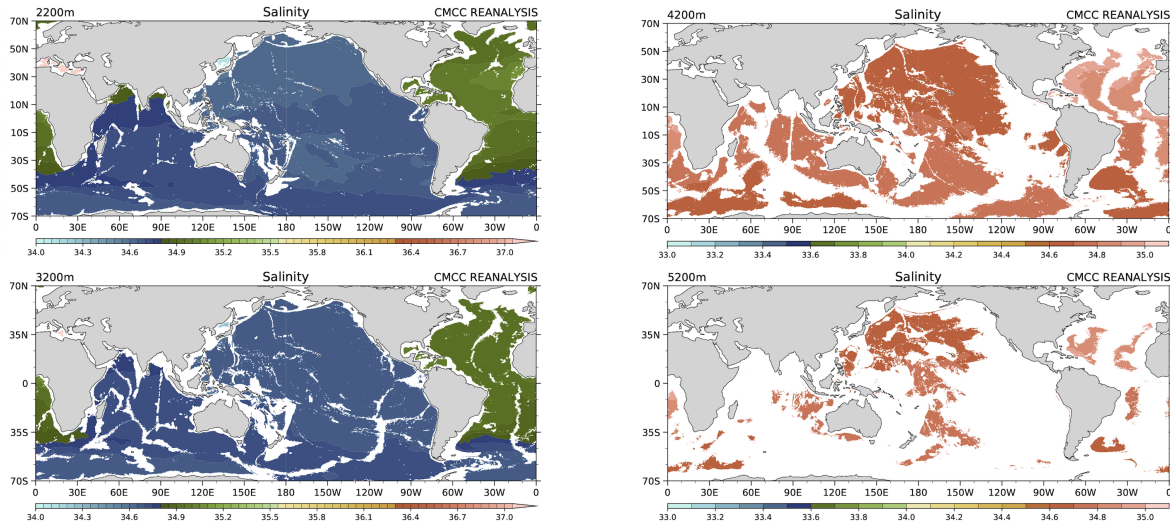 2200m Salinity CMCC REANALYSIS
70N
50N
30N
10N
10S
30S
50S
70S
0 30E 60E 90E 120E 150E 180 150W 120W 90W 60W 30W 0
34.0 34.3 34.6 34.9 35.2 35.5 35.8 36.1 36.4 36.7 37.0
4200m Salinity CMCC REANALYSIS
70N
50N
30N
10N
10S
30S
50S
70S
0 30E 60E 90E 120E 150E 180 150W 120W 90W 60W 30W 0
33.0 33.2 33.4 33.6 33.8 34.0 34.2 34.4 34.6 34.8 35.0
3200m Salinity CMCC REANALYSIS
70N
35N
0
35S
70S
0 30E 60E 90E 120E 150E 180 150W 120W 90W 60W 30W 0
34.0 34.3 34.6 34.9 35.2 35.5 35.8 36.1 36.4 36.7 37.0
5200m Salinity CMCC REANALYSIS
70N
35N
0
35S
70S
0 30E 60E 90E 120E 150E 180 150W 120W 90W 60W 30W 0
33.0 33.2 33.4 33.6 33.8 34.0 34.2 34.5 34.8 35.0